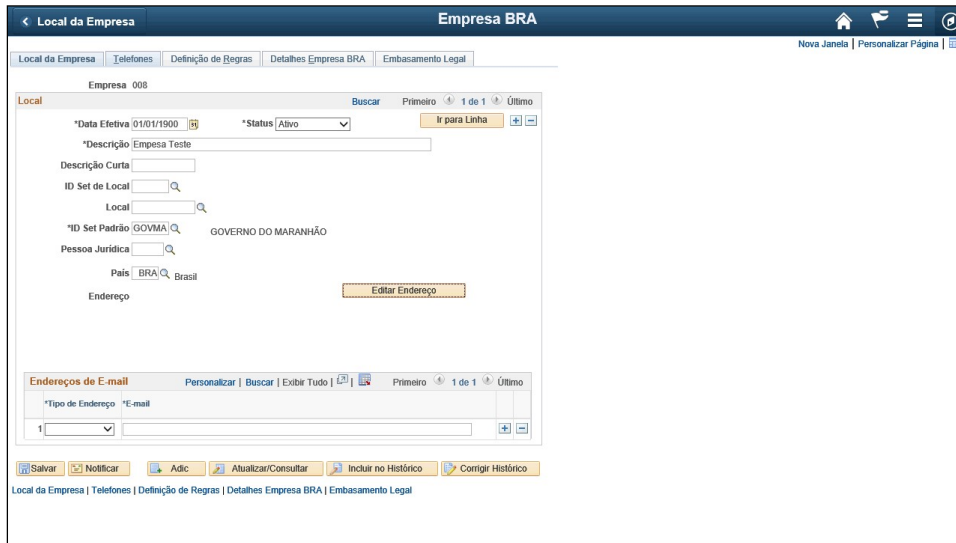 Local da Empresa
Empresa BRA
Nova Janela | Personalizar Página |
Local da Empresa Telefones Definição de Regras Detalhes Empresa BRA Embasamento Legal
Empresa 008
Local Buscar Primeiro 1 de 1 Último
*Data Efetiva 01/01/1900 *Status Ativo Ir para Linha
*Descrição Empesa Teste
Descrição Curta
ID Set de Local
Local
*ID Set Padrão GOVMA GOVERNO DO MARANHÃO
Pessoa Jurídica
País BRA Brasil
Endereço Editar Endereço
Endereços de E-mail Personalizar | Buscar | Exibir Tudo | | Primeiro 1 de 1 Último
*Tipo de Endereço *E-mail
1
Salvar Notificar Adic Atualizar/Consultar Incluir no Histórico Corrigir Histórico
Local da Empresa | Telefones | Definição de Regras | Detalhes Empresa BRA | Embasamento Legal